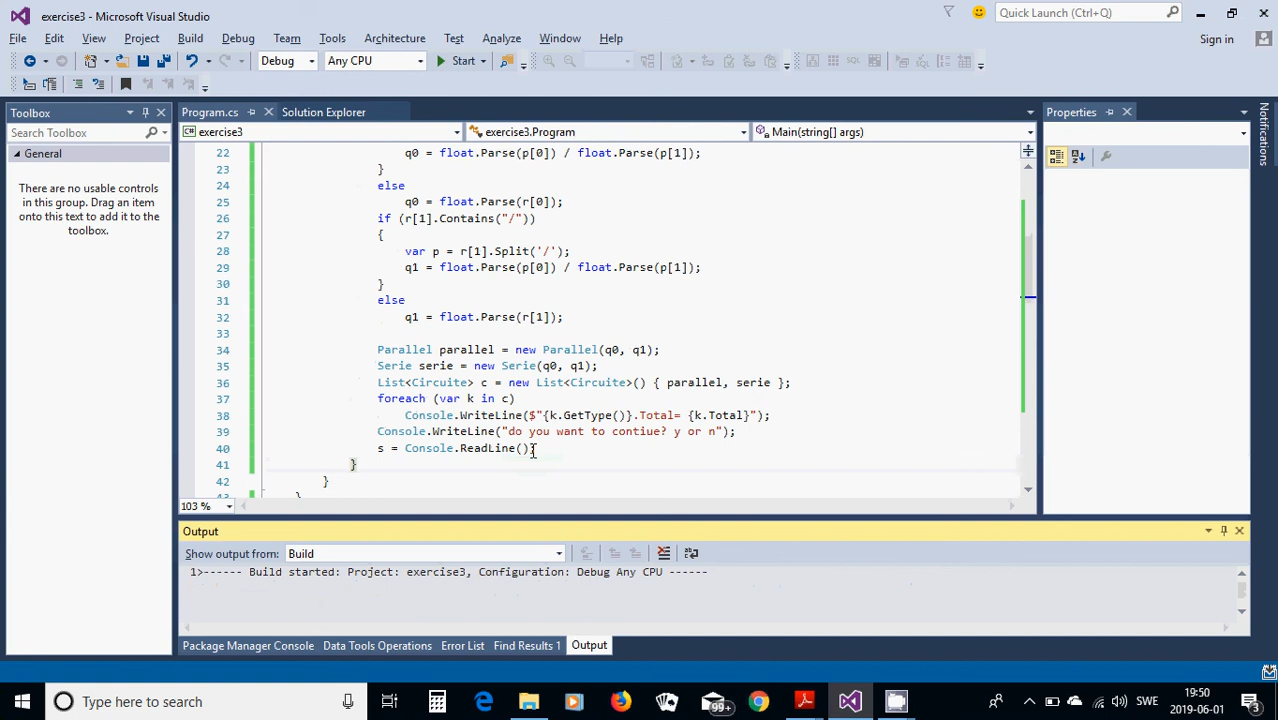 exercise3 - Microsoft Visual Studio
Quick Launch (Ctrl+Q)
File Edit View Project Build Debug Team Tools Architecture Test Analyze Window Help
Sign in
Debug Any CPU Start
Toolbox
Search Toolbox
General
There are no usable controls
in this group. Drag an item
onto this text to add it to the
toolbox.
Program.cs Solution Explorer
exercise3 exercise3.Program Main(string[] args)
22 q0 = float.Parse(p[0]) / float.Parse(p[1]);
23 }
24 else
25 q0 = float.Parse(r[0]);
26 if (r[1].Contains("/"))
27 {
28 var p = r[1].Split('/');
29 q1 = float.Parse(p[0]) / float.Parse(p[1]);
30 }
31 else
32 q1 = float.Parse(r[1]);
33
34 Parallel parallel = new Parallel(q0, q1);
35 Serie serie = new Serie(q0, q1);
36 List<Circuite> c = new List<Circuite>() { parallel, serie };
37 foreach (var k in c)
38 Console.WriteLine($"{k.GetType()}.Total= {k.Total}");
39 Console.WriteLine("do you want to contiue? y or n");
40 s = Console.ReadLine();
41 }
42 }
43 }
103 %
Properties
Notifications
Output
Show output from: Build
1>------ Build started: Project: exercise3, Configuration: Debug Any CPU ------
Package Manager Console Data Tools Operations Error List Find Results 1 Output
Type here to search
99+
SWE
19:50
2019-06-01
3